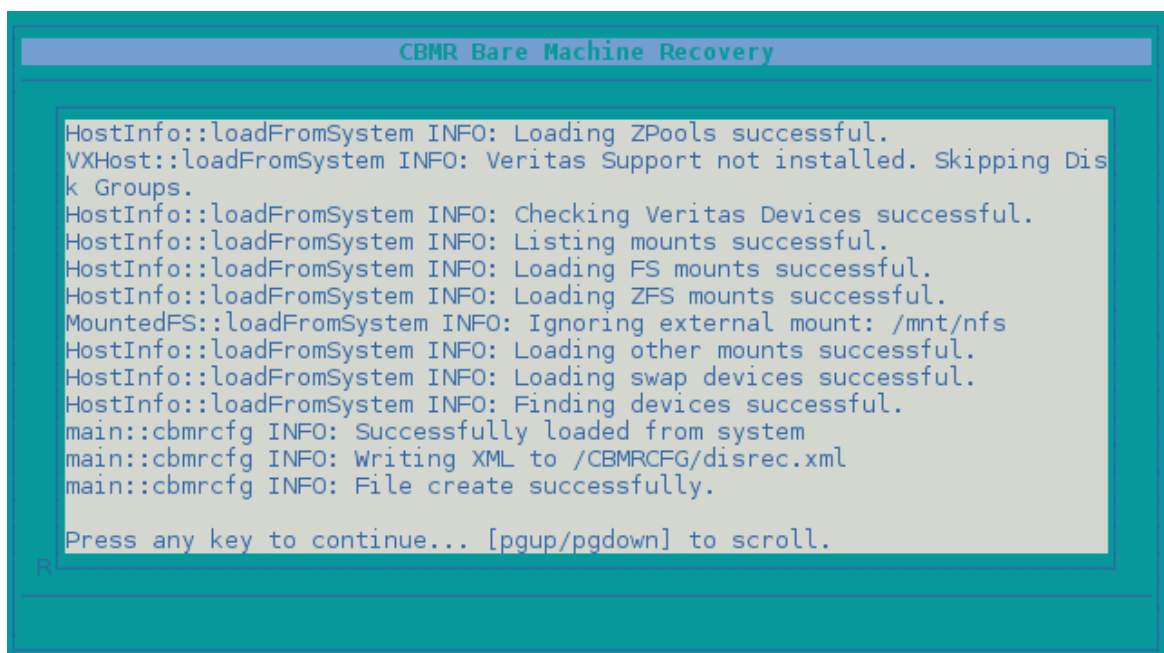 CBMR Bare Machine Recovery
HostInfo::loadFromSystem INFO: Loading ZPools successful.
VXHost::loadFromSystem INFO: Veritas Support not installed. Skipping Dis
k Groups.
HostInfo::loadFromSystem INFO: Checking Veritas Devices successful.
HostInfo::loadFromSystem INFO: Listing mounts successful.
HostInfo::loadFromSystem INFO: Loading FS mounts successful.
HostInfo::loadFromSystem INFO: Loading ZFS mounts successful.
MountedFS::loadFromSystem INFO: Ignoring external mount: /mnt/nfs
HostInfo::loadFromSystem INFO: Loading other mounts successful.
HostInfo::loadFromSystem INFO: Loading swap devices successful.
HostInfo::loadFromSystem INFO: Finding devices successful.
main::cbmrcfg INFO: Successfully loaded from system
main::cbmrcfg INFO: Writing XML to /CBMRCFG/disrec.xml
main::cbmrcfg INFO: File create successfully.
Press any key to continue... [pgup/pgdown] to scroll.
R